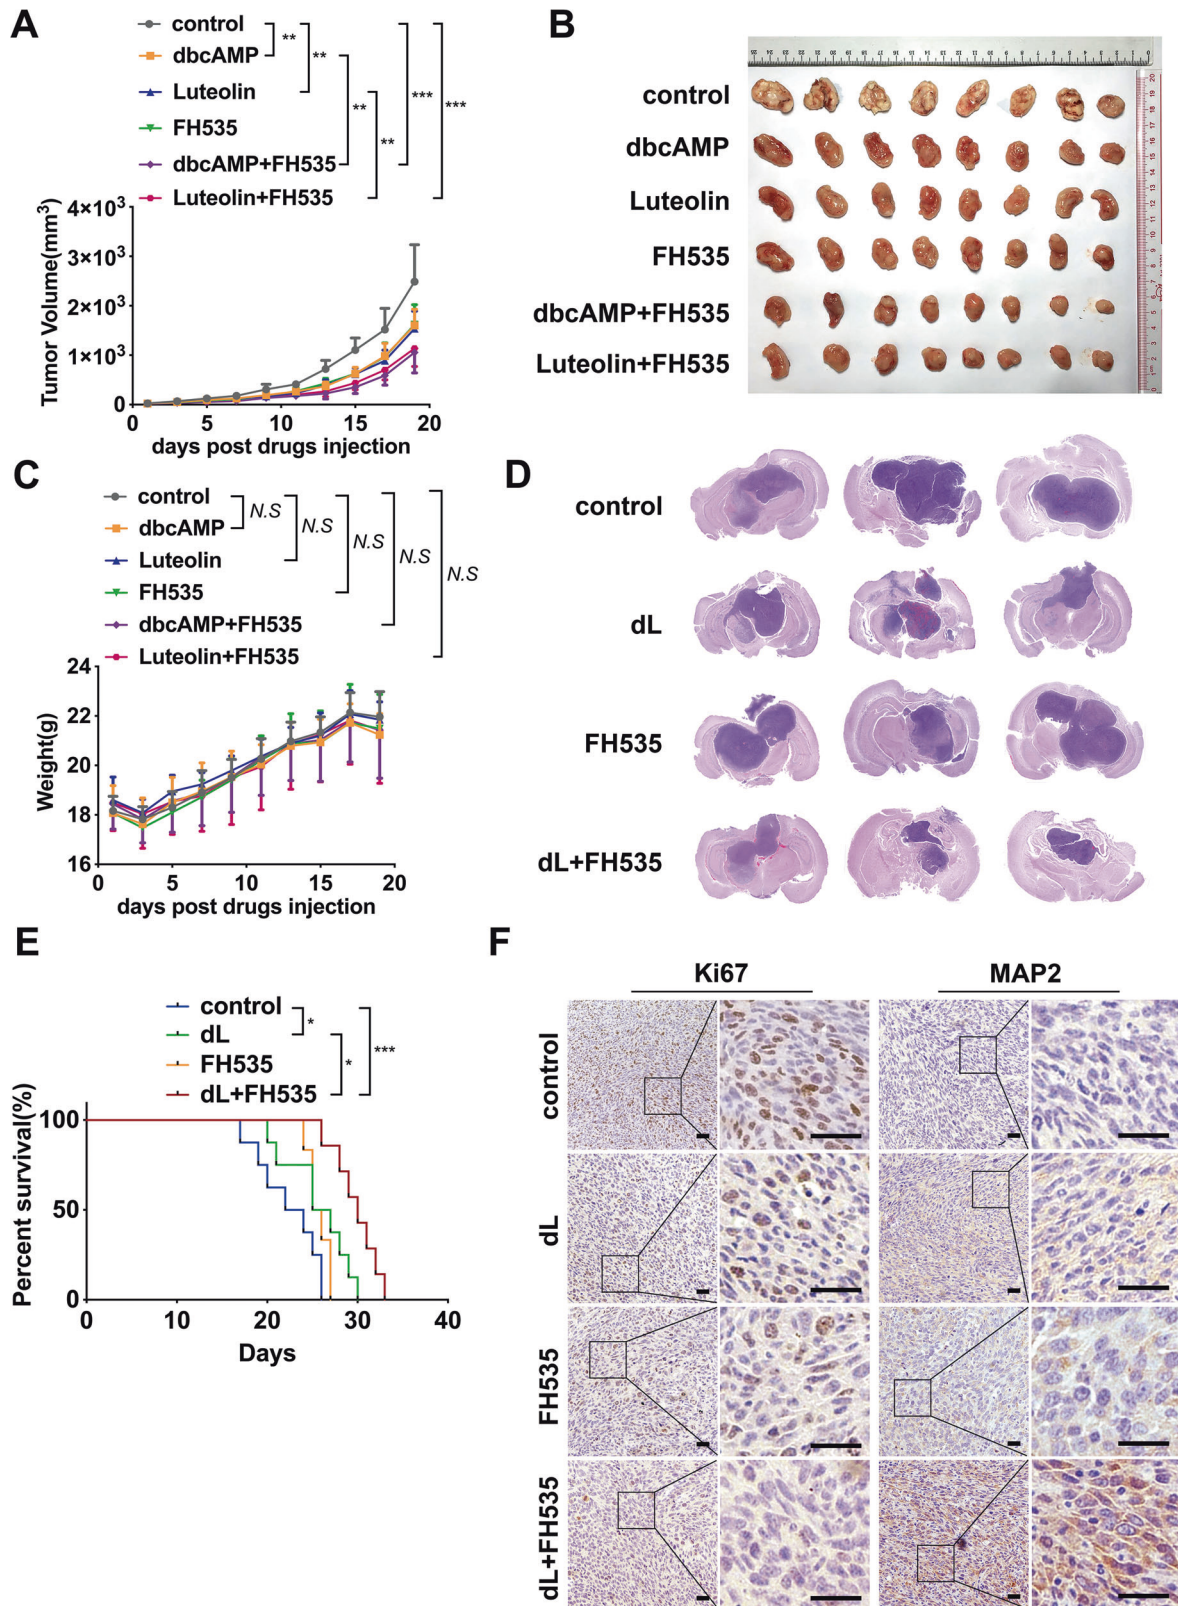 A
control
dbcAMP
Luteolin
FH535
dbcAMP+FH535
Luteolin+FH535
**
**
**
**
***
***
Tumor Volume(mm³)
4×10³
3×10³
2×10³
1×10³
0
0 5 10 15 20
days post drugs injection
B
control
dbcAMP
Luteolin
FH535
dbcAMP+FH535
Luteolin+FH535
C
control
dbcAMP
Luteolin
FH535
dbcAMP+FH535
Luteolin+FH535
N.S
N.S
N.S
N.S
N.S
Weight(g)
24
22
20
18
16
0 5 10 15 20
days post drugs injection
D
control
dL
FH535
dL+FH535
E
control
dL
FH535
dL+FH535
*
*
***
Percent survival(%)
100
50
0
0 10 20 30 40
Days
F
Ki67 MAP2
control
dL
FH535
dL+FH535